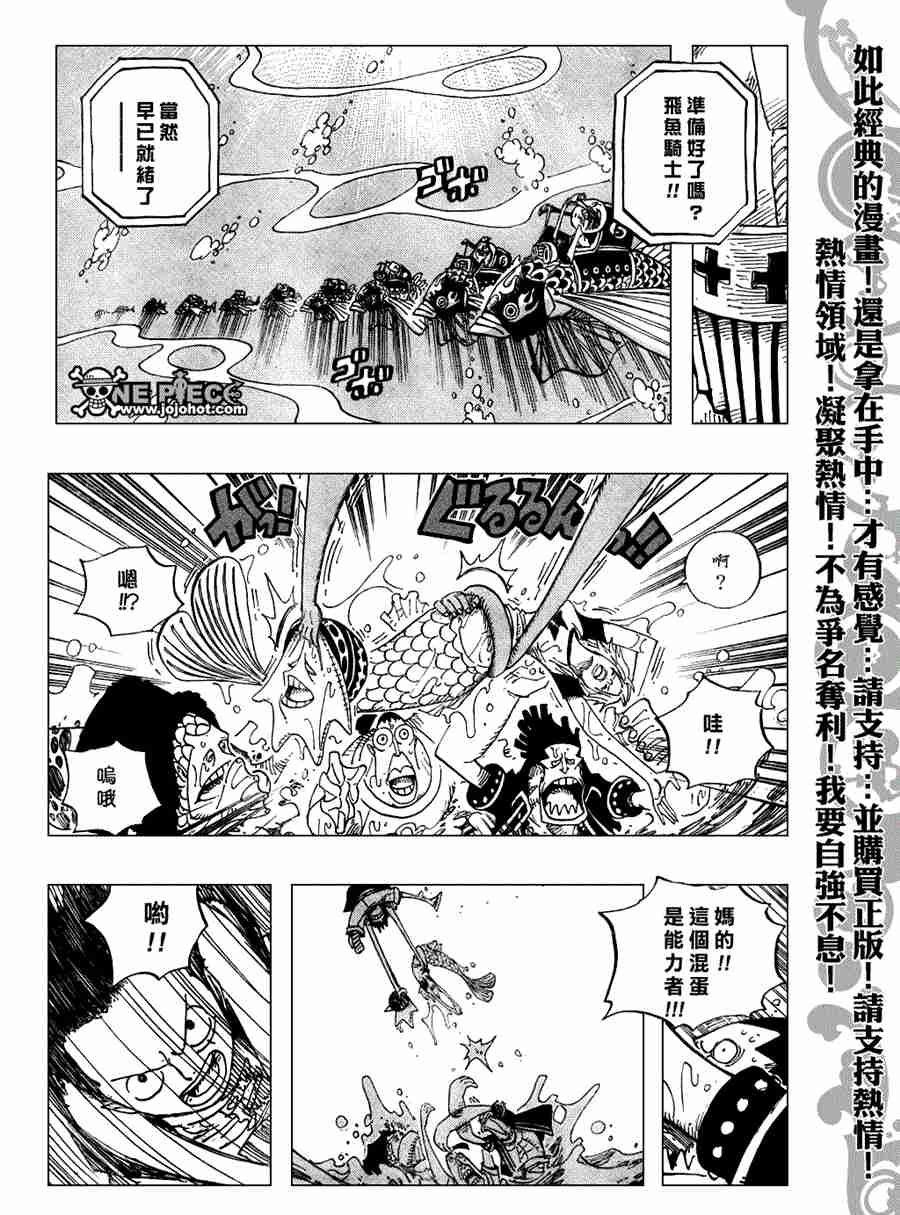 準備好了嗎?
飛魚騎士!!
當然
早已就緒了
——
ゴボ
ゴボ
ONE PIECE
www.jojohot.com
啊?
ぐるるんっ!!
ガッ!
嗯!!?
哇!!
嗚哦
媽的!!
這個混蛋
是能力者!!!
喲!!
如此經典的漫畫!還是拿在手中…才有感覺…請支持…並購買正版!請支持熱情!
熱情領域!凝聚熱情!不為爭名奪利!我要自強不息!